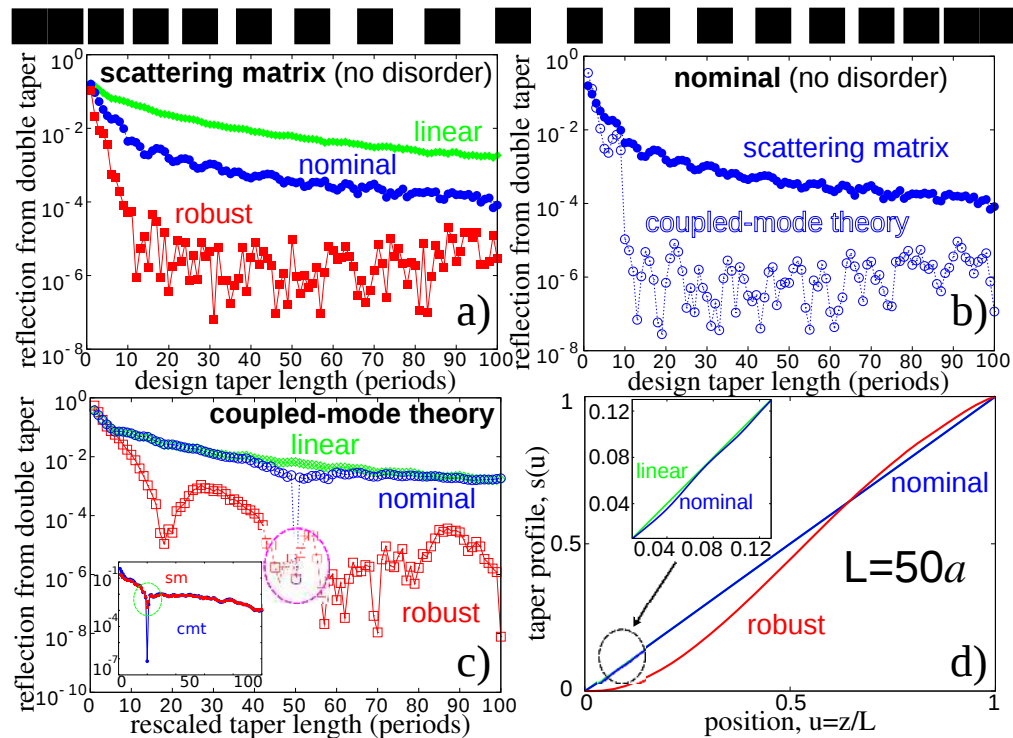 scattering matrix (no disorder)
linear
nominal
robust
a)
reflection from double taper
10^0
10^-2
10^-4
10^-6
10^-8
0 10 20 30 40 50 60 70 80 90 100
design taper length (periods)
nominal (no disorder)
scattering matrix
coupled-mode theory
b)
reflection from double taper
10^0
10^-2
10^-4
10^-6
10^-8
0 10 20 30 40 50 60 70 80 90 100
design taper length (periods)
coupled-mode theory
linear
nominal
robust
c)
reflection from double taper
10^0
10^-2
10^-4
10^-6
10^-8
10^-10
0 10 20 30 40 50 60 70 80 90 100
rescaled taper length (periods)
sm
cmt
10^-1
10^-4
10^-7
0 50 100
linear
nominal
0.12
0.08
0.04
0.04 0.08 0.12
nominal
L=50a
robust
d)
taper profile, s(u)
1
0.5
0
0 0.5 1
position, u=z/L